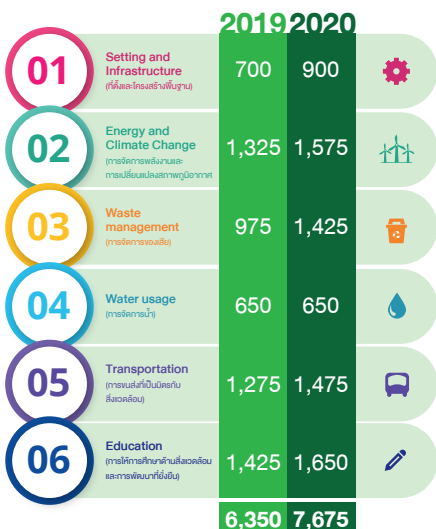 2019 2020
01
Setting and
Infrastructure
(ที่ตั้งและโครงสร้างพื้นฐาน)
700 900
02
Energy and
Climate Change
(การจัดการพลังงานและ
การเปลี่ยนแปลงสภาพภูมิอากาศ
1,325 1,575
03
Waste
management
(การจัดการของเสีย)
975 1,425
04
Water usage
(การจัดการน้ำ)
650 650
05
Transportation
(การขนส่งที่เป็นมิตรกับ
สิ่งแวดล้อม)
1,275 1,475
06
Education
(การให้การศึกษาด้านสิ่งแวดล้อม
และการพัฒนาที่ยั่งยืน)
1,425 1,650
6,350 7,675